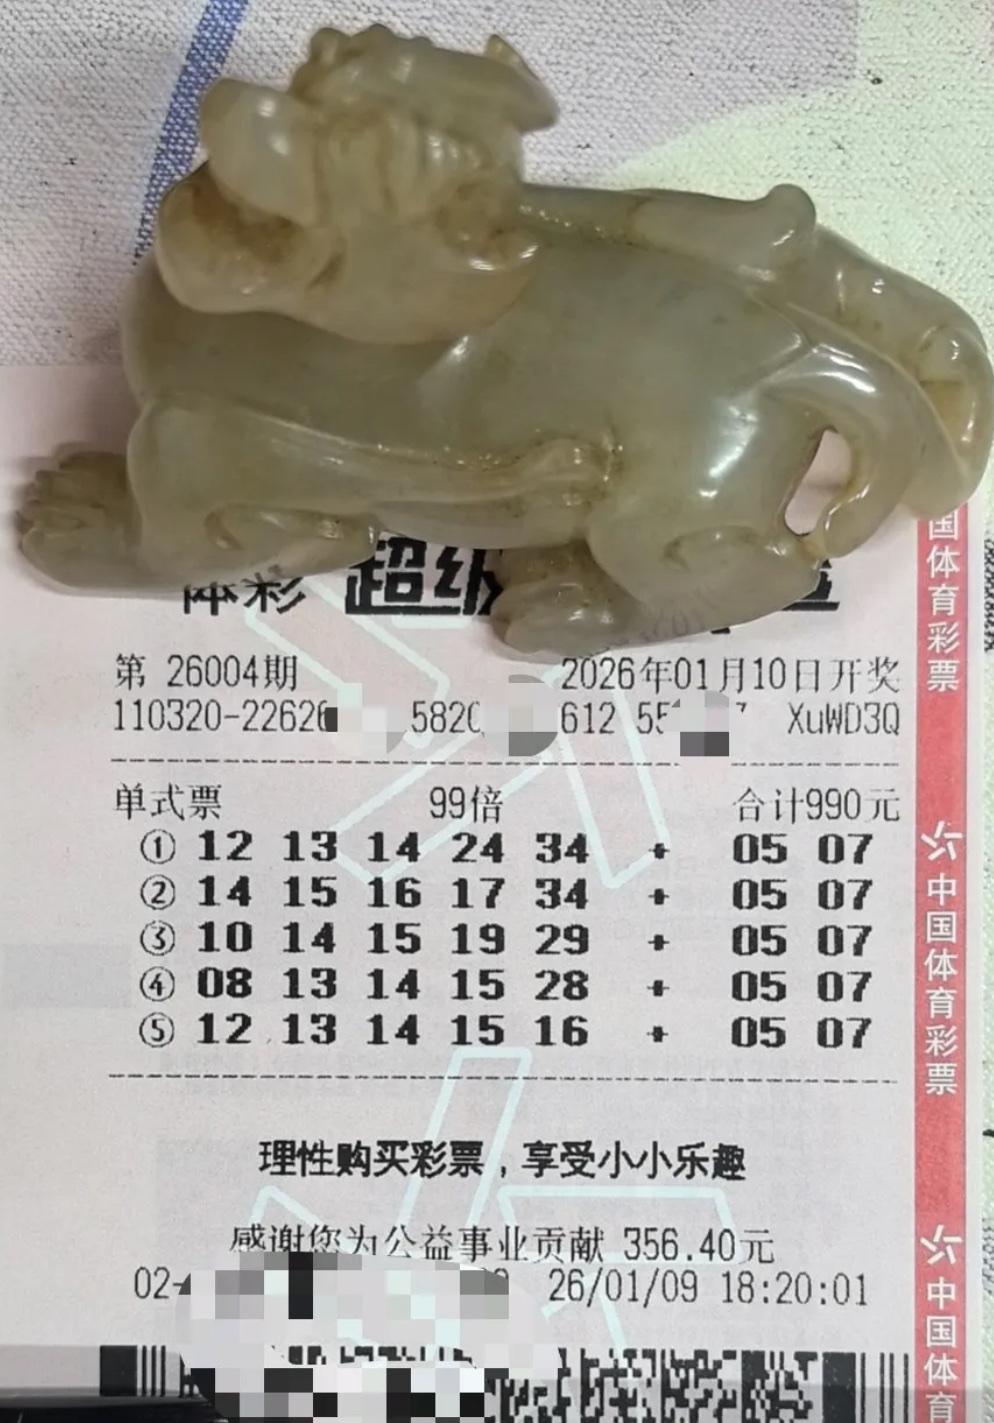 体彩 超级
第 26004期 2026年01月10日开奖
110320-22626 5820 612 55 7 XuWD3Q
单式票 99倍 合计990元
① 12 13 14 24 34 + 05 07
② 14 15 16 17 34 + 05 07
③ 10 14 15 19 29 + 05 07
④ 08 13 14 15 28 + 05 07
⑤ 12 13 14 15 16 + 05 07
理性购买彩票，享受小小乐趣
感谢您为公益事业贡献 356.40元
02- 26/01/09 18:20:01
国体育彩票
中国体育彩票
中国体育